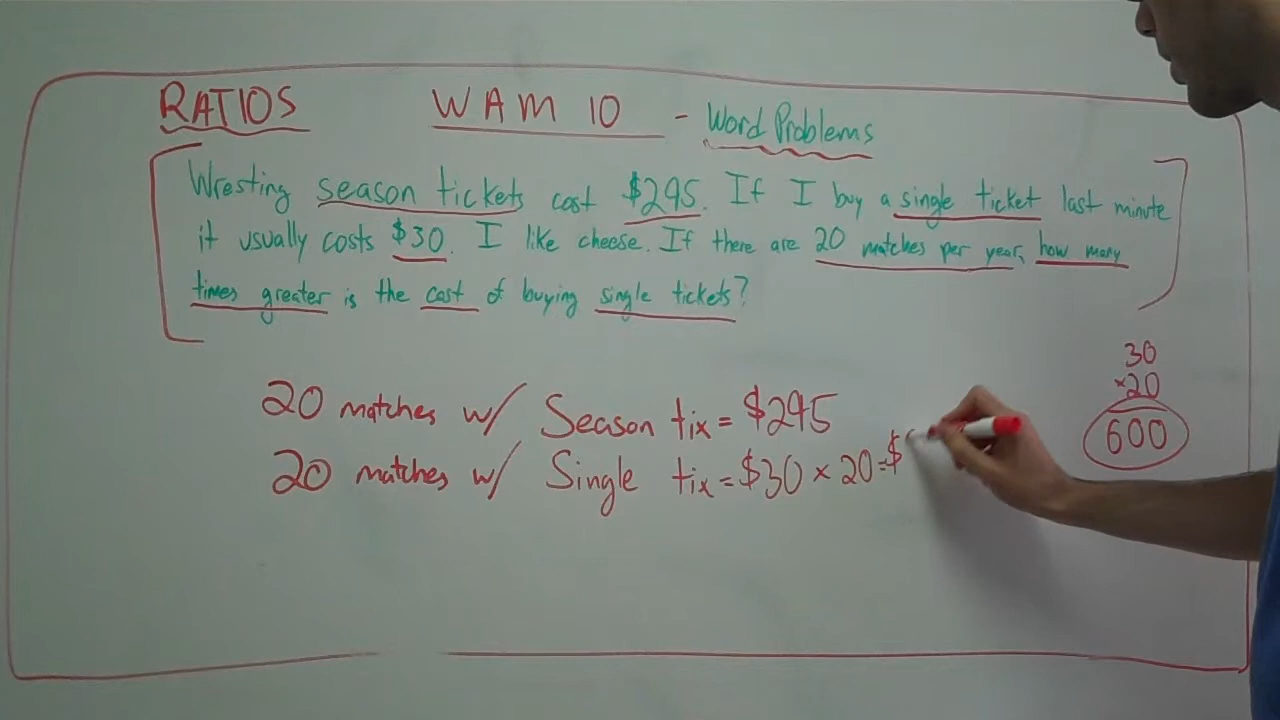 RATIOS WAM 10 - Word Problems
Wresting season tickets cost $295. If I buy a single ticket last minute
it usually costs $30. I like cheese. If there are 20 matches per year, how many
times greater is the cost of buying single tickets?
20 matches w/ Season tix = $295
20 matches w/ Single tix = $30 × 20 = $
30
×20
600